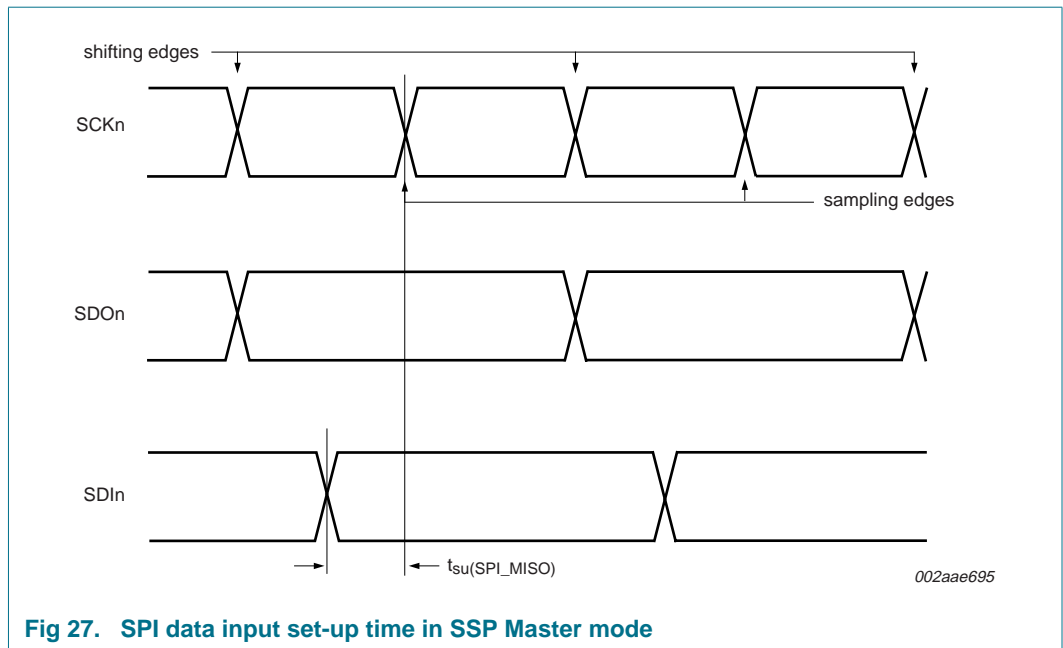 shifting edges
SCKn
sampling edges
SDOn
SDIn
tsu(SPI_MISO)
002aae695
Fig 27. SPI data input set-up time in SSP Master mode